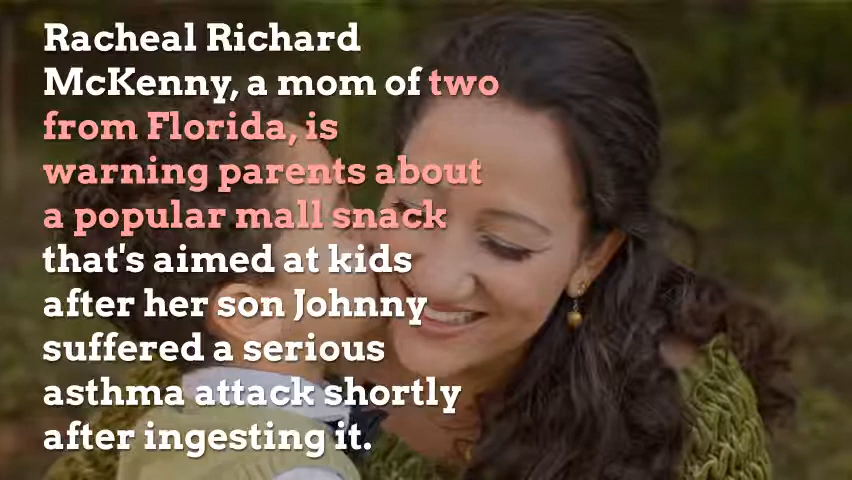 Racheal Richard
McKenny, a mom of two
from Florida, is
warning parents about
a popular mall snack
that's aimed at kids
after her son Johnny
suffered a serious
asthma attack shortly
after ingesting it.